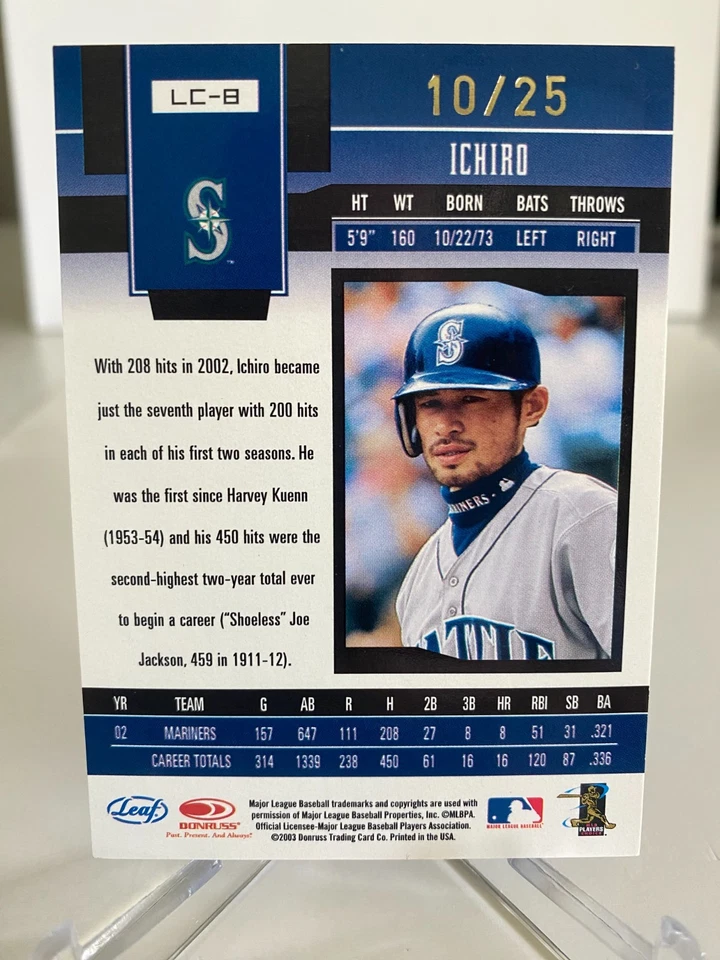 LC-8
10/25
ICHIRO
HT WT BORN BATS THROWS
5'9" 160 10/22/73 LEFT RIGHT
S
™
S
RINERS
ATTLE
With 208 hits in 2002, Ichiro became
just the seventh player with 200 hits
in each of his first two seasons. He
was the first since Harvey Kuenn
(1953-54) and his 450 hits were the
second-highest two-year total ever
to begin a career ("Shoeless" Joe
Jackson, 459 in 1911-12).
YR TEAM G AB R H 2B 3B HR RBI SB BA
02 MARINERS 157 647 111 208 27 8 8 51 31 .321
CAREER TOTALS 314 1339 238 450 61 16 16 120 87 .336
Leaf
DONRUSS
Past. Present. And Always!
Major League Baseball trademarks and copyrights are used with
permission of Major League Baseball Properties, Inc. ©MLBPA.
Official Licensee-Major League Baseball Players Association.
©2003 Donruss Trading Card Co. Printed in the USA.
MAJOR LEAGUE BASEBALL
PLAYERS